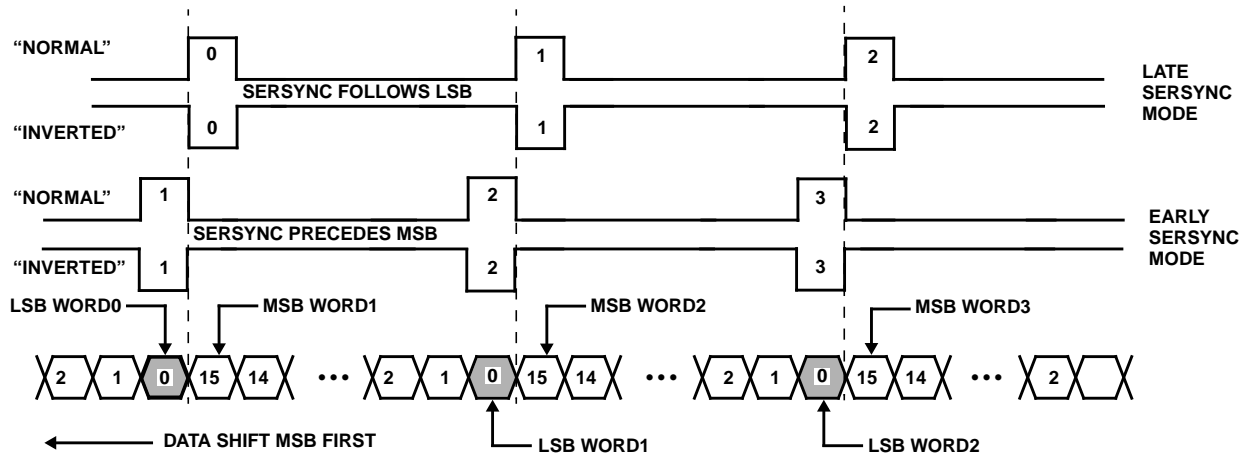 “NORMAL” 0 1 2
SERSYNC FOLLOWS LSB
“INVERTED” 0 1 2
LATE
SERSYNC
MODE
“NORMAL” 1 2 3
SERSYNC PRECEDES MSB
“INVERTED” 1 2 3
EARLY
SERSYNC
MODE
LSB WORD0 MSB WORD1 MSB WORD2 MSB WORD3
2 1 0 15 14 ••• 2 1 0 15 14 ••• 2 1 0 15 14 ••• 2
DATA SHIFT MSB FIRST LSB WORD1 LSB WORD2